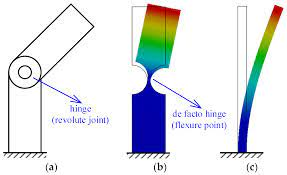 hinge
(revolute joint)
de facto hinge
(flexure point)
(a)
(b)
(c)